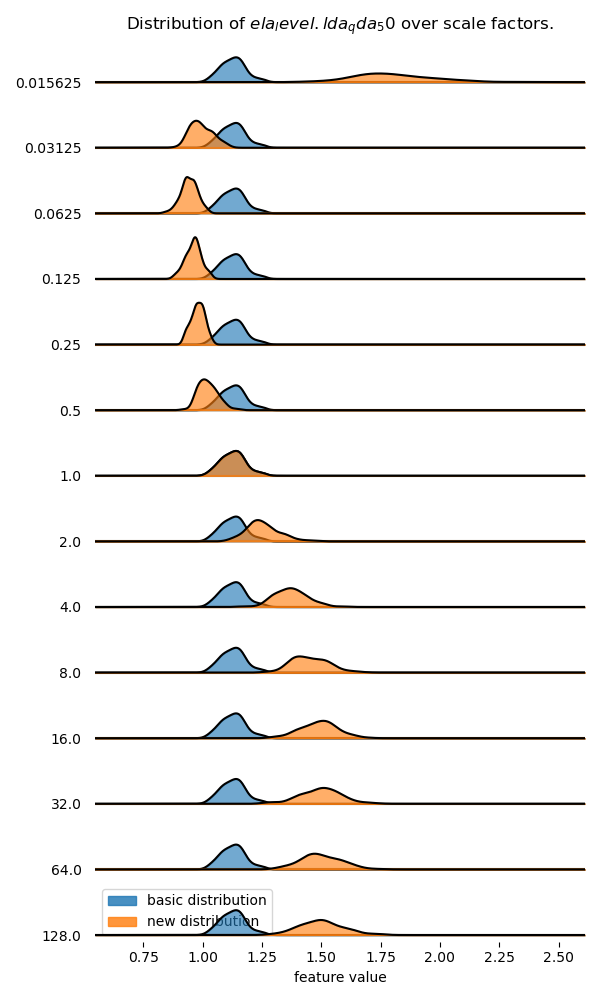 Distribution of $ela_level.lda_qda_50$ over scale factors.
0.015625
0.03125
0.0625
0.125
0.25
0.5
1.0
2.0
4.0
8.0
16.0
32.0
64.0
128.0
basic distribution
new distribution
0.75 1.00 1.25 1.50 1.75 2.00 2.25 2.50
feature value